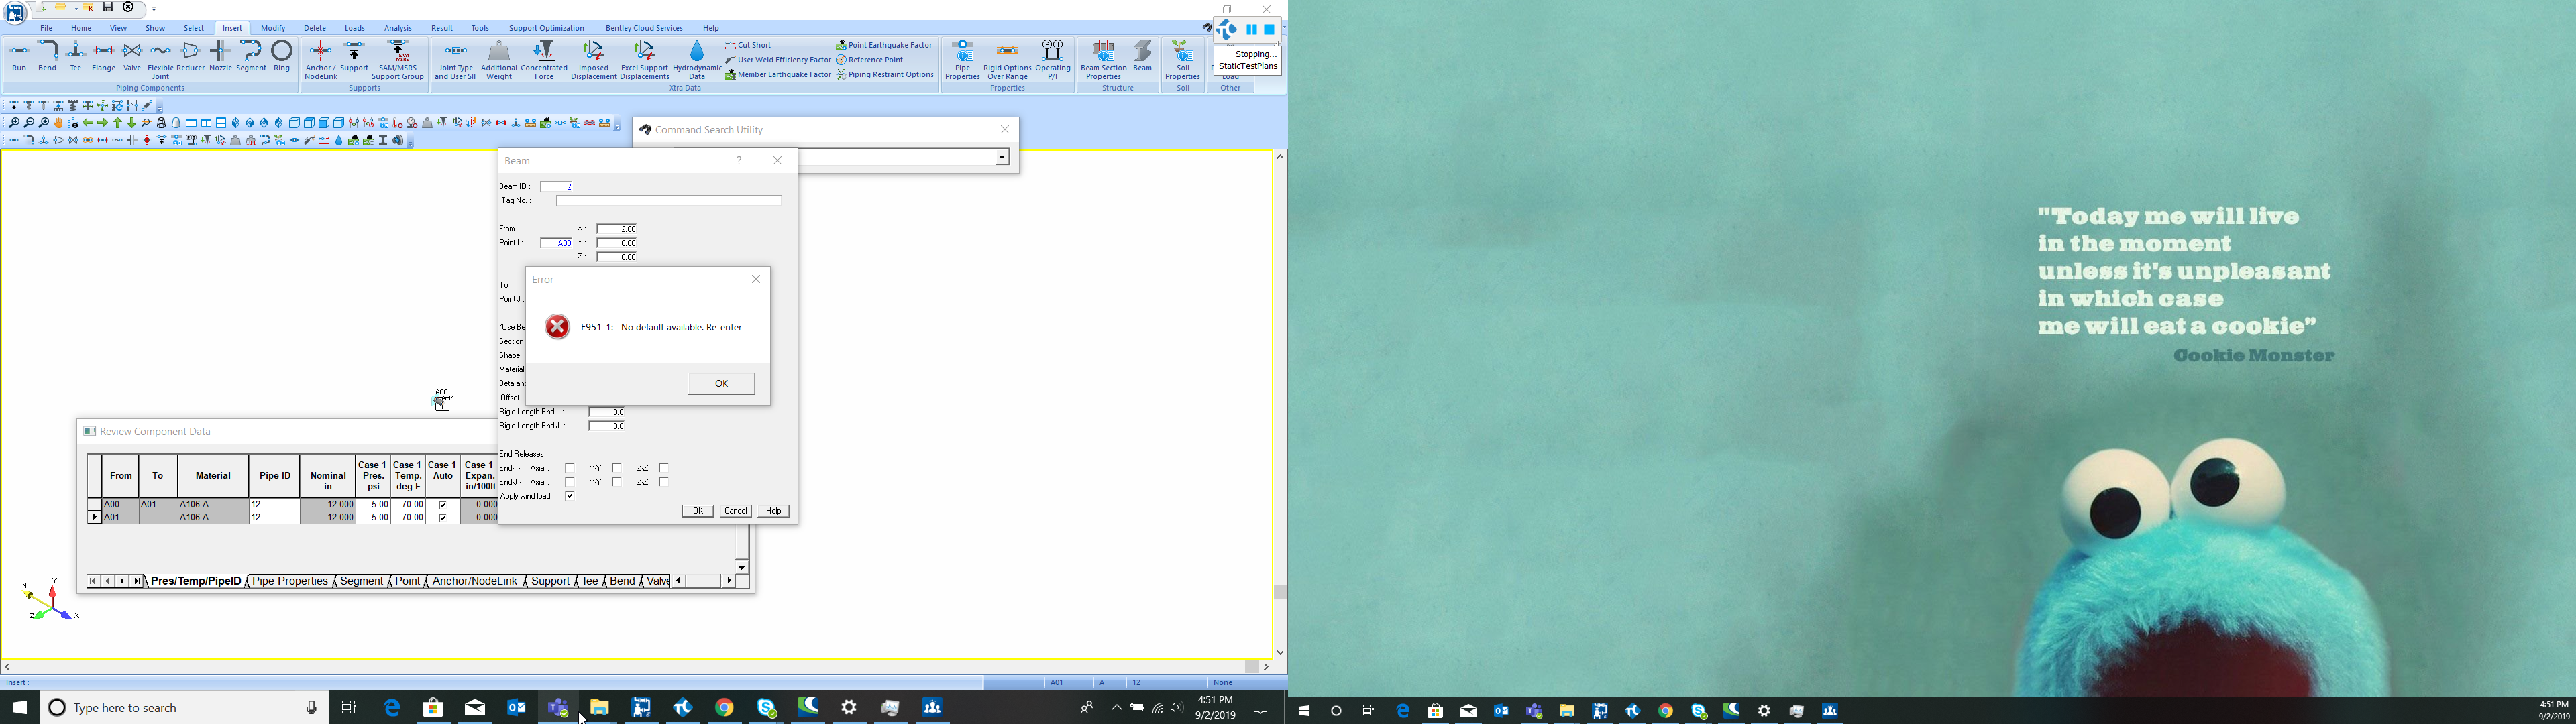 File Home View Show Select Insert Modify Delete Loads Analysis Result Tools Support Optimization Bentley Cloud Services Help
Run Bend Tee Flange Valve Flexible Joint Reducer Nozzle Segment Ring
Piping Components
Anchor / NodeLink Support SAM/MSRS Support Group
Supports
Joint Type and User SIF Additional Weight Concentrated Force Imposed Displacement Excel Support Displacements Hydrodynamic Data
Cut Short
User Weld Efficiency Factor
Member Earthquake Factor
Point Earthquake Factor
Reference Point
Piping Restraint Options
Xtra Data
Pipe Properties Rigid Options Over Range Operating P/T
Properties
Beam Section Properties Beam
Structure
Soil Properties
Soil
Load
Other
Stopping...
StaticTestPlans
Command Search Utility
Beam ?
Beam ID : 2
Tag No. :
From X : 2.00
Point I : A03 Y : 0.00
Z : 0.00
To
Point J :
Section
Shape
Material
Offset
Rigid Length End-I : 0.0
Rigid Length End-J : 0.0
End Releases
End-I - Axial : Y-Y : Z-Z :
End-J - Axial : Y-Y : Z-Z :
Apply wind load:
OK Cancel Help
Error
E951-1: No default available. Re-enter
OK
A00
Review Component Data
From To Material Pipe ID Nominal in Case 1 Pres. psi Case 1 Temp. deg F Case 1 Auto Case 1 Expan. in/100ft
A00 A01 A106-A 12 12.000 5.00 70.00 0.000
A01 A106-A 12 12.000 5.00 70.00 0.000
Pres/Temp/PipeID Pipe Properties Segment Point Anchor/NodeLink Support Tee Bend Valve
N Y Z X
Insert : A01 A 12 None
Type here to search
4:51 PM
9/2/2019
"Today me will live
in the moment
unless it's unpleasant
in which case
me will eat a cookie”
Cookie Monster
4:51 PM
9/2/2019